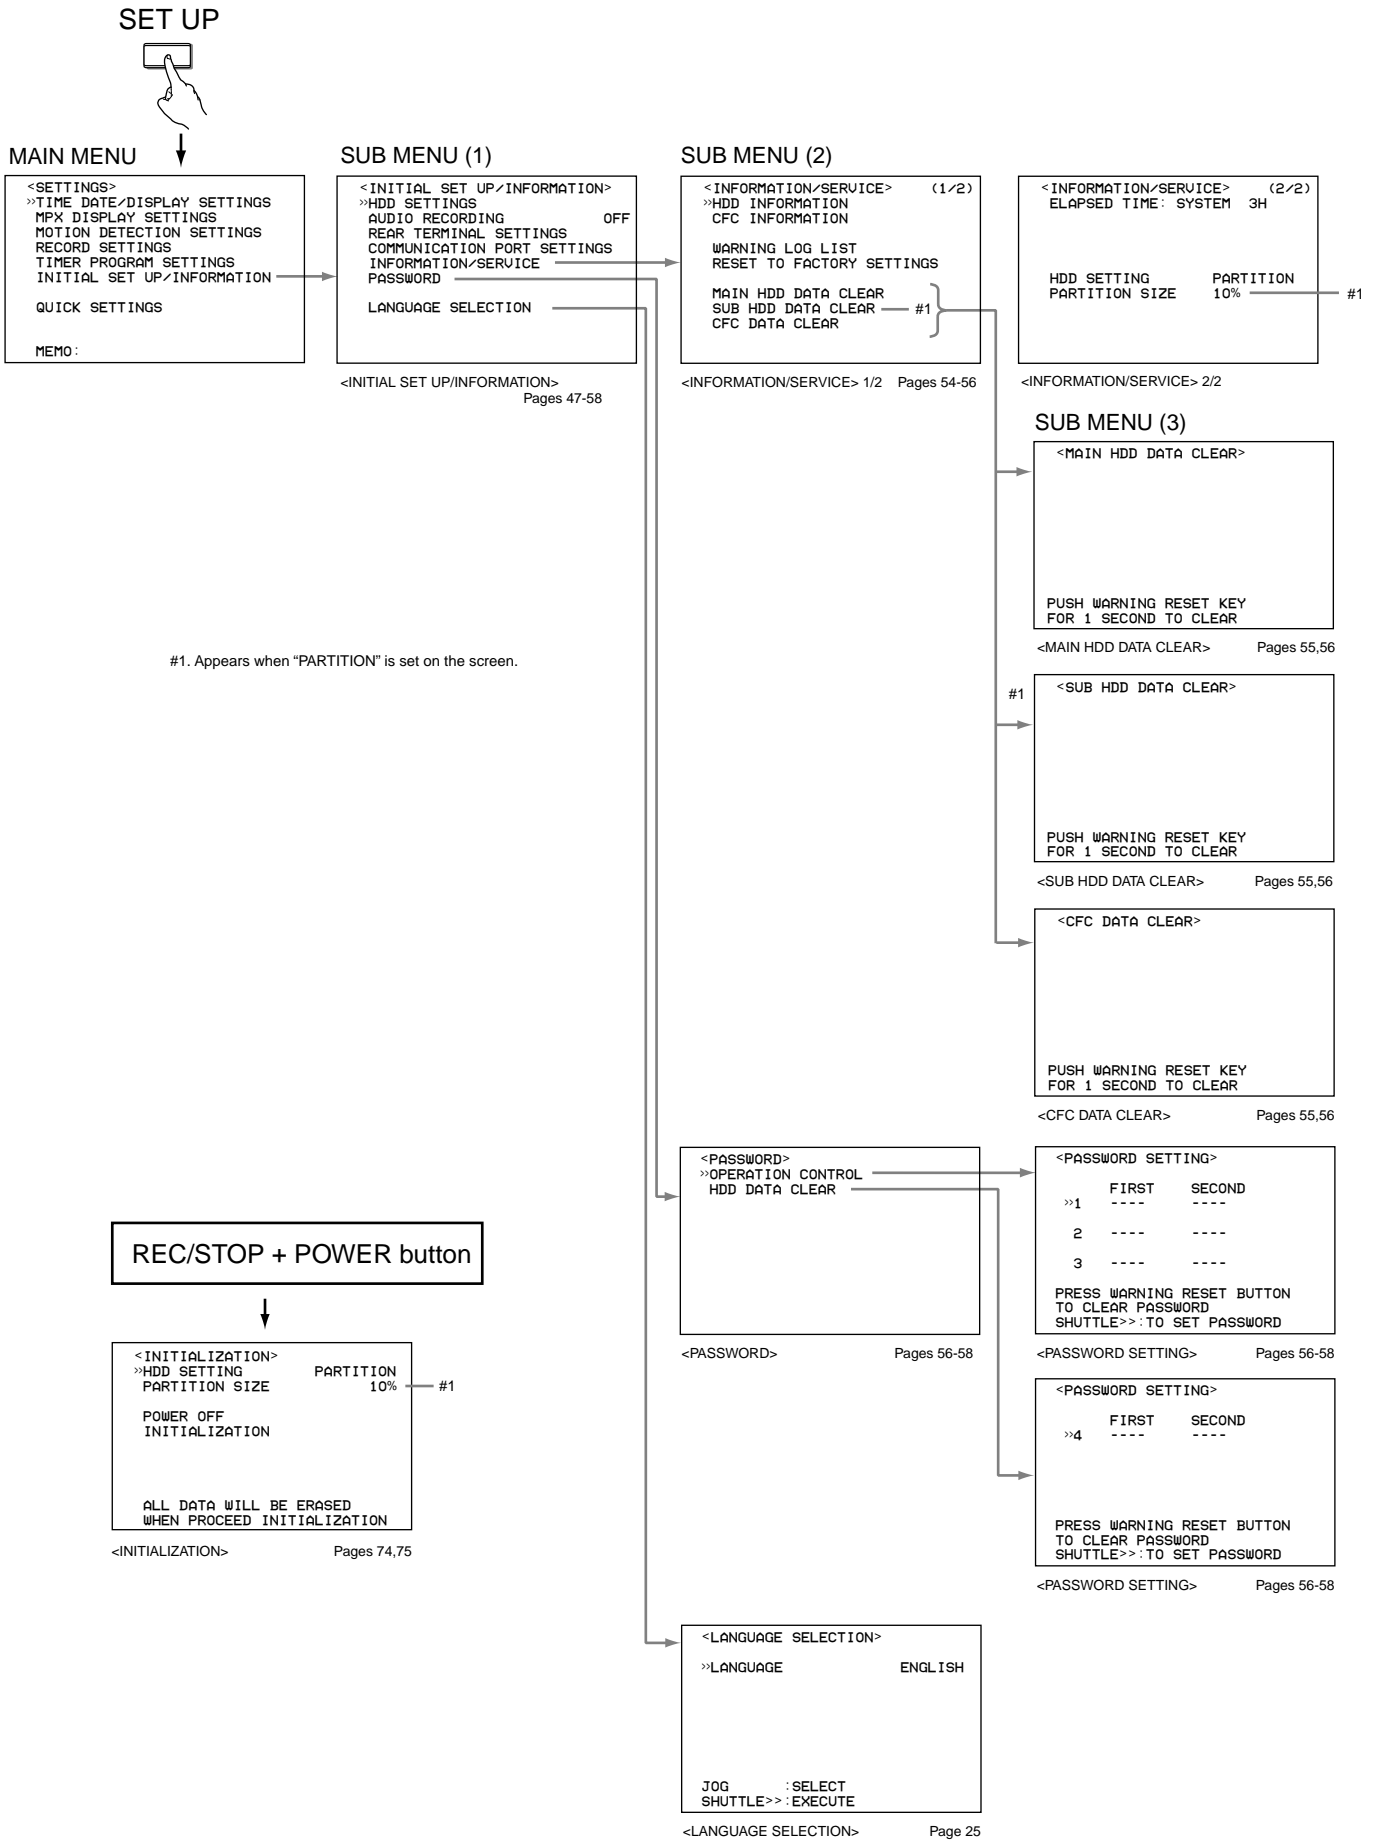 SET UP
MAIN MENU
<SETTINGS>
»TIME DATE/DISPLAY SETTINGS
MPX DISPLAY SETTINGS
MOTION DETECTION SETTINGS
RECORD SETTINGS
TIMER PROGRAM SETTINGS
INITIAL SET UP/INFORMATION
QUICK SETTINGS
MEMO:
SUB MENU (1)
<INITIAL SET UP/INFORMATION>
»HDD SETTINGS
AUDIO RECORDING OFF
REAR TERMINAL SETTINGS
COMMUNICATION PORT SETTINGS
INFORMATION/SERVICE
PASSWORD
LANGUAGE SELECTION
<INITIAL SET UP/INFORMATION>
Pages 47-58
SUB MENU (2)
<INFORMATION/SERVICE> (1/2)
»HDD INFORMATION
CFC INFORMATION
WARNING LOG LIST
RESET TO FACTORY SETTINGS
MAIN HDD DATA CLEAR
SUB HDD DATA CLEAR #1
CFC DATA CLEAR
<INFORMATION/SERVICE> 1/2 Pages 54-56
<INFORMATION/SERVICE> (2/2)
ELAPSED TIME: SYSTEM 3H
HDD SETTING PARTITION
PARTITION SIZE 10% #1
<INFORMATION/SERVICE> 2/2
SUB MENU (3)
<MAIN HDD DATA CLEAR>
PUSH WARNING RESET KEY
FOR 1 SECOND TO CLEAR
<MAIN HDD DATA CLEAR> Pages 55,56
#1. Appears when “PARTITION” is set on the screen.
#1
<SUB HDD DATA CLEAR>
PUSH WARNING RESET KEY
FOR 1 SECOND TO CLEAR
<SUB HDD DATA CLEAR> Pages 55,56
<CFC DATA CLEAR>
PUSH WARNING RESET KEY
FOR 1 SECOND TO CLEAR
<CFC DATA CLEAR> Pages 55,56
<PASSWORD>
»OPERATION CONTROL
HDD DATA CLEAR
<PASSWORD> Pages 56-58
<PASSWORD SETTING>
FIRST SECOND
»1 ---- ----
2 ---- ----
3 ---- ----
PRESS WARNING RESET BUTTON
TO CLEAR PASSWORD
SHUTTLE>>:TO SET PASSWORD
<PASSWORD SETTING> Pages 56-58
REC/STOP + POWER button
<INITIALIZATION>
»HDD SETTING PARTITION
PARTITION SIZE 10% #1
POWER OFF
INITIALIZATION
ALL DATA WILL BE ERASED
WHEN PROCEED INITIALIZATION
<INITIALIZATION> Pages 74,75
<PASSWORD SETTING>
FIRST SECOND
»4 ---- ----
PRESS WARNING RESET BUTTON
TO CLEAR PASSWORD
SHUTTLE>>:TO SET PASSWORD
<PASSWORD SETTING> Pages 56-58
<LANGUAGE SELECTION>
»LANGUAGE ENGLISH
JOG :SELECT
SHUTTLE>>:EXECUTE
<LANGUAGE SELECTION> Page 25